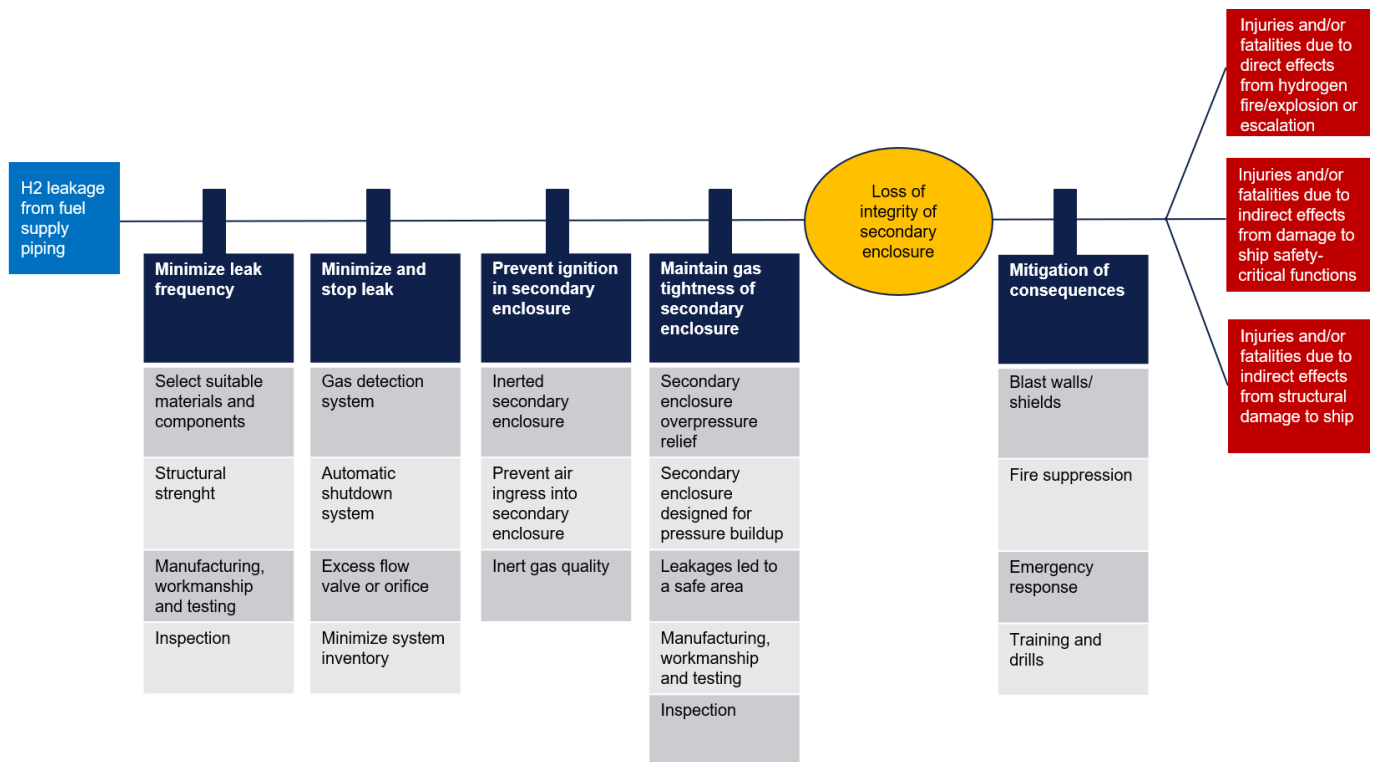 H2 leakage
from fuel
supply
piping
Minimize leak
frequency
Select suitable
materials and
components
Structural
strenght
Manufacturing,
workmanship
and testing
Inspection
Minimize and
stop leak
Gas detection
system
Automatic
shutdown
system
Excess flow
valve or orifice
Minimize system
inventory
Prevent ignition
in secondary
enclosure
Inerted
secondary
enclosure
Prevent air
ingress into
secondary
enclosure
Inert gas quality
Maintain gas
tightness of
secondary
enclosure
Secondary
enclosure
overpressure
relief
Secondary
enclosure
designed for
pressure buildup
Leakages led to
a safe area
Manufacturing,
workmanship
and testing
Inspection
Loss of
integrity of
secondary
enclosure
Mitigation of
consequences
Blast walls/
shields
Fire suppression
Emergency
response
Training and
drills
Injuries and/or
fatalities due to
direct effects
from hydrogen
fire/explosion or
escalation
Injuries and/or
fatalities due to
indirect effects
from damage to
ship safety-
critical functions
Injuries and/or
fatalities due to
indirect effects
from structural
damage to ship